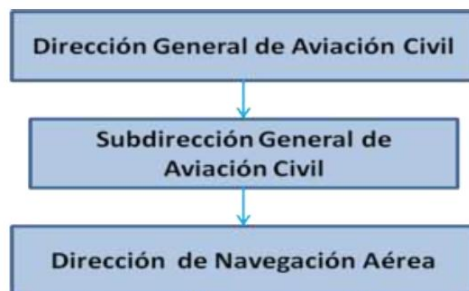 Dirección General de Aviación Civil
Subdirección General de
Aviación Civil
Dirección de Navegación Aérea